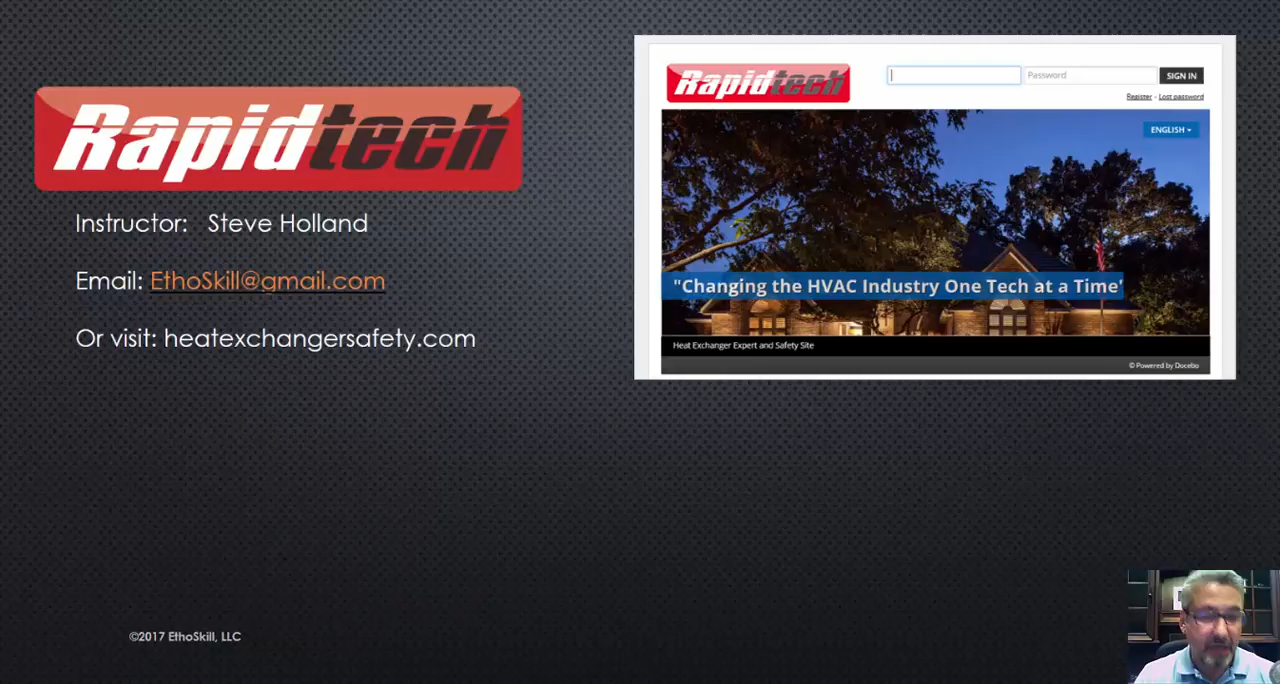 Rapidtech
Instructor: Steve Holland
Email: EthoSkill@gmail.com
Or visit: heatexchangersafety.com
Rapidtech
Password
SIGN IN
Register - Lost password
ENGLISH
"Changing the HVAC Industry One Tech at a Time"
Heat Exchanger Expert and Safety Site
© Powered by Docebo
©2017 EthoSkill, LLC